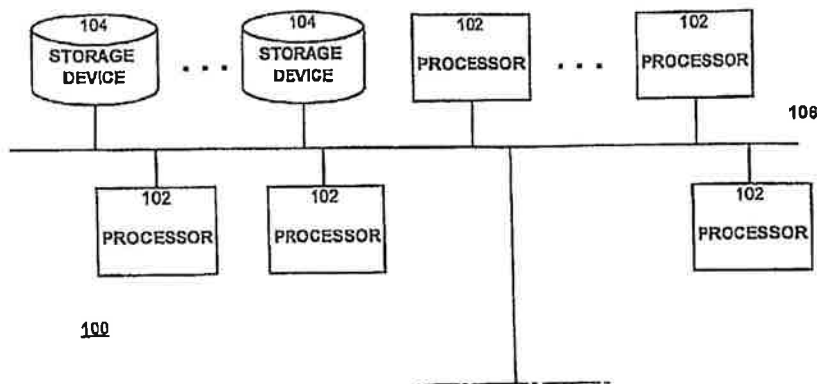 104
STORAGE
DEVICE
104
STORAGE
DEVICE
102
PROCESSOR
102
PROCESSOR
106
102
PROCESSOR
102
PROCESSOR
102
PROCESSOR
100